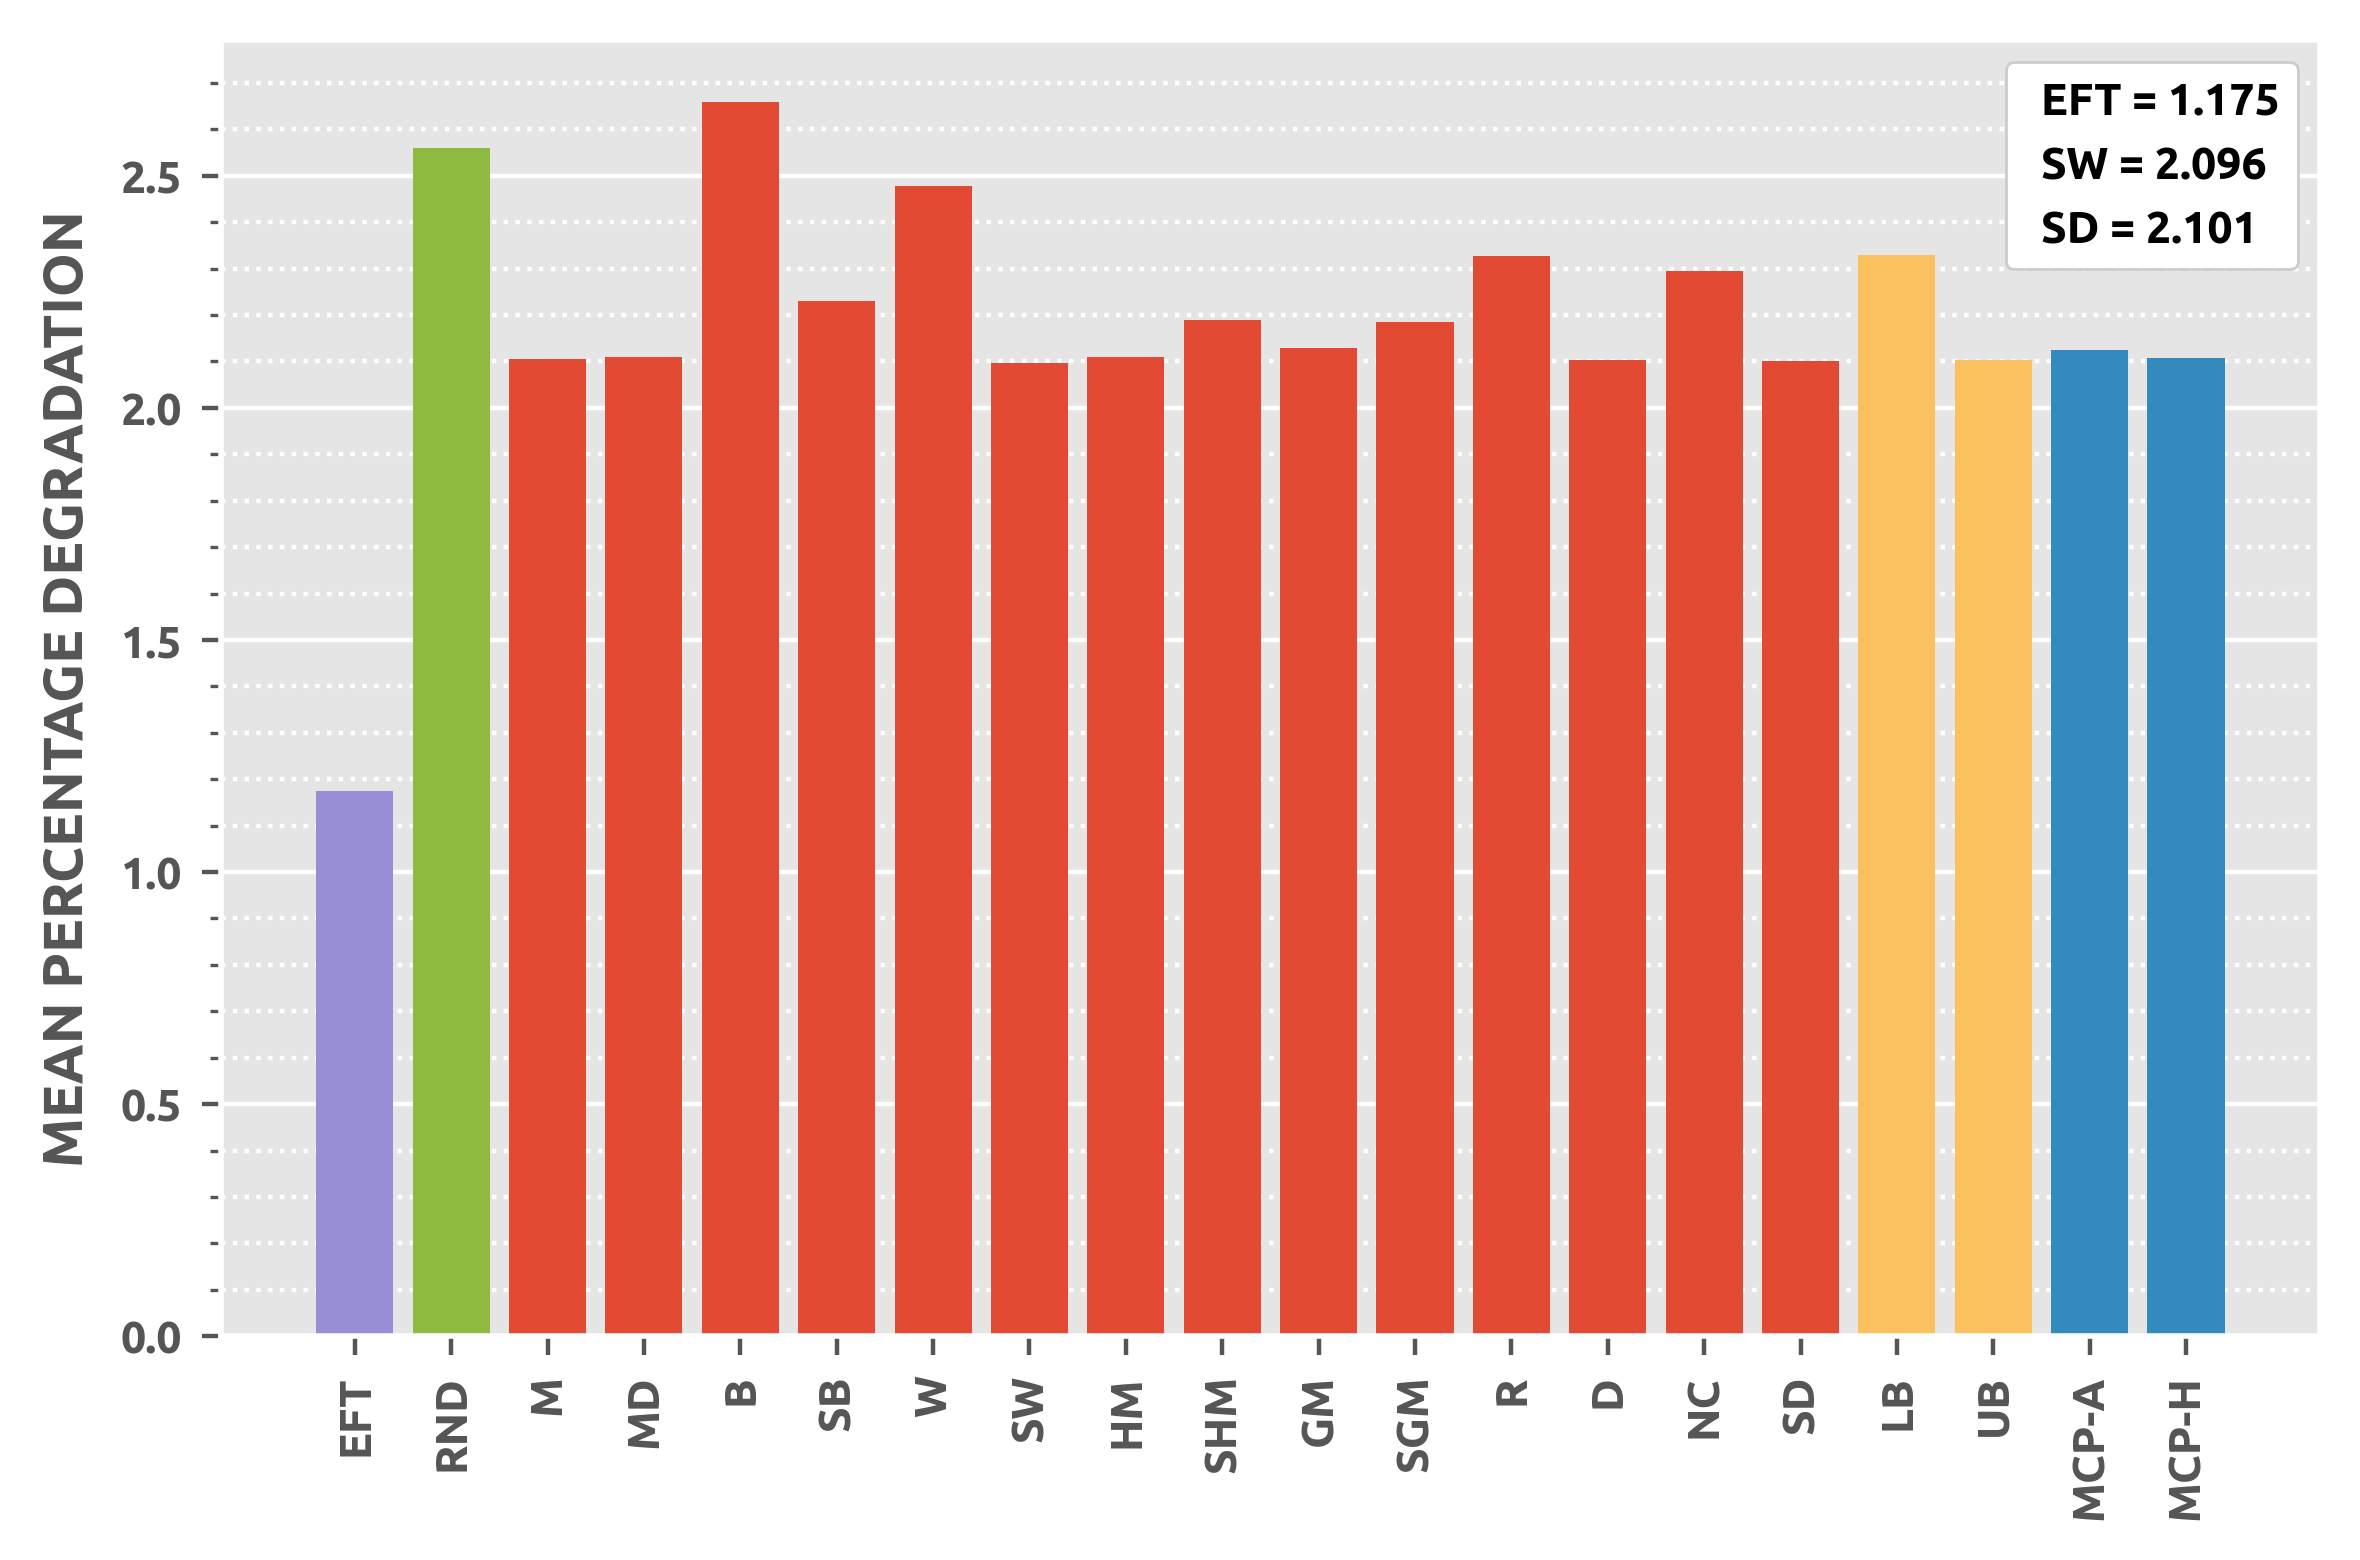 MEAN PERCENTAGE DEGRADATION
2.5
2.0
1.5
1.0
0.5
0.0
EFT = 1.175
SW = 2.096
SD = 2.101
EFT
RND
M
MD
B
SB
W
SW
HM
SHM
GM
SGM
R
D
NC
SD
LB
UB
MCP-A
MCP-H